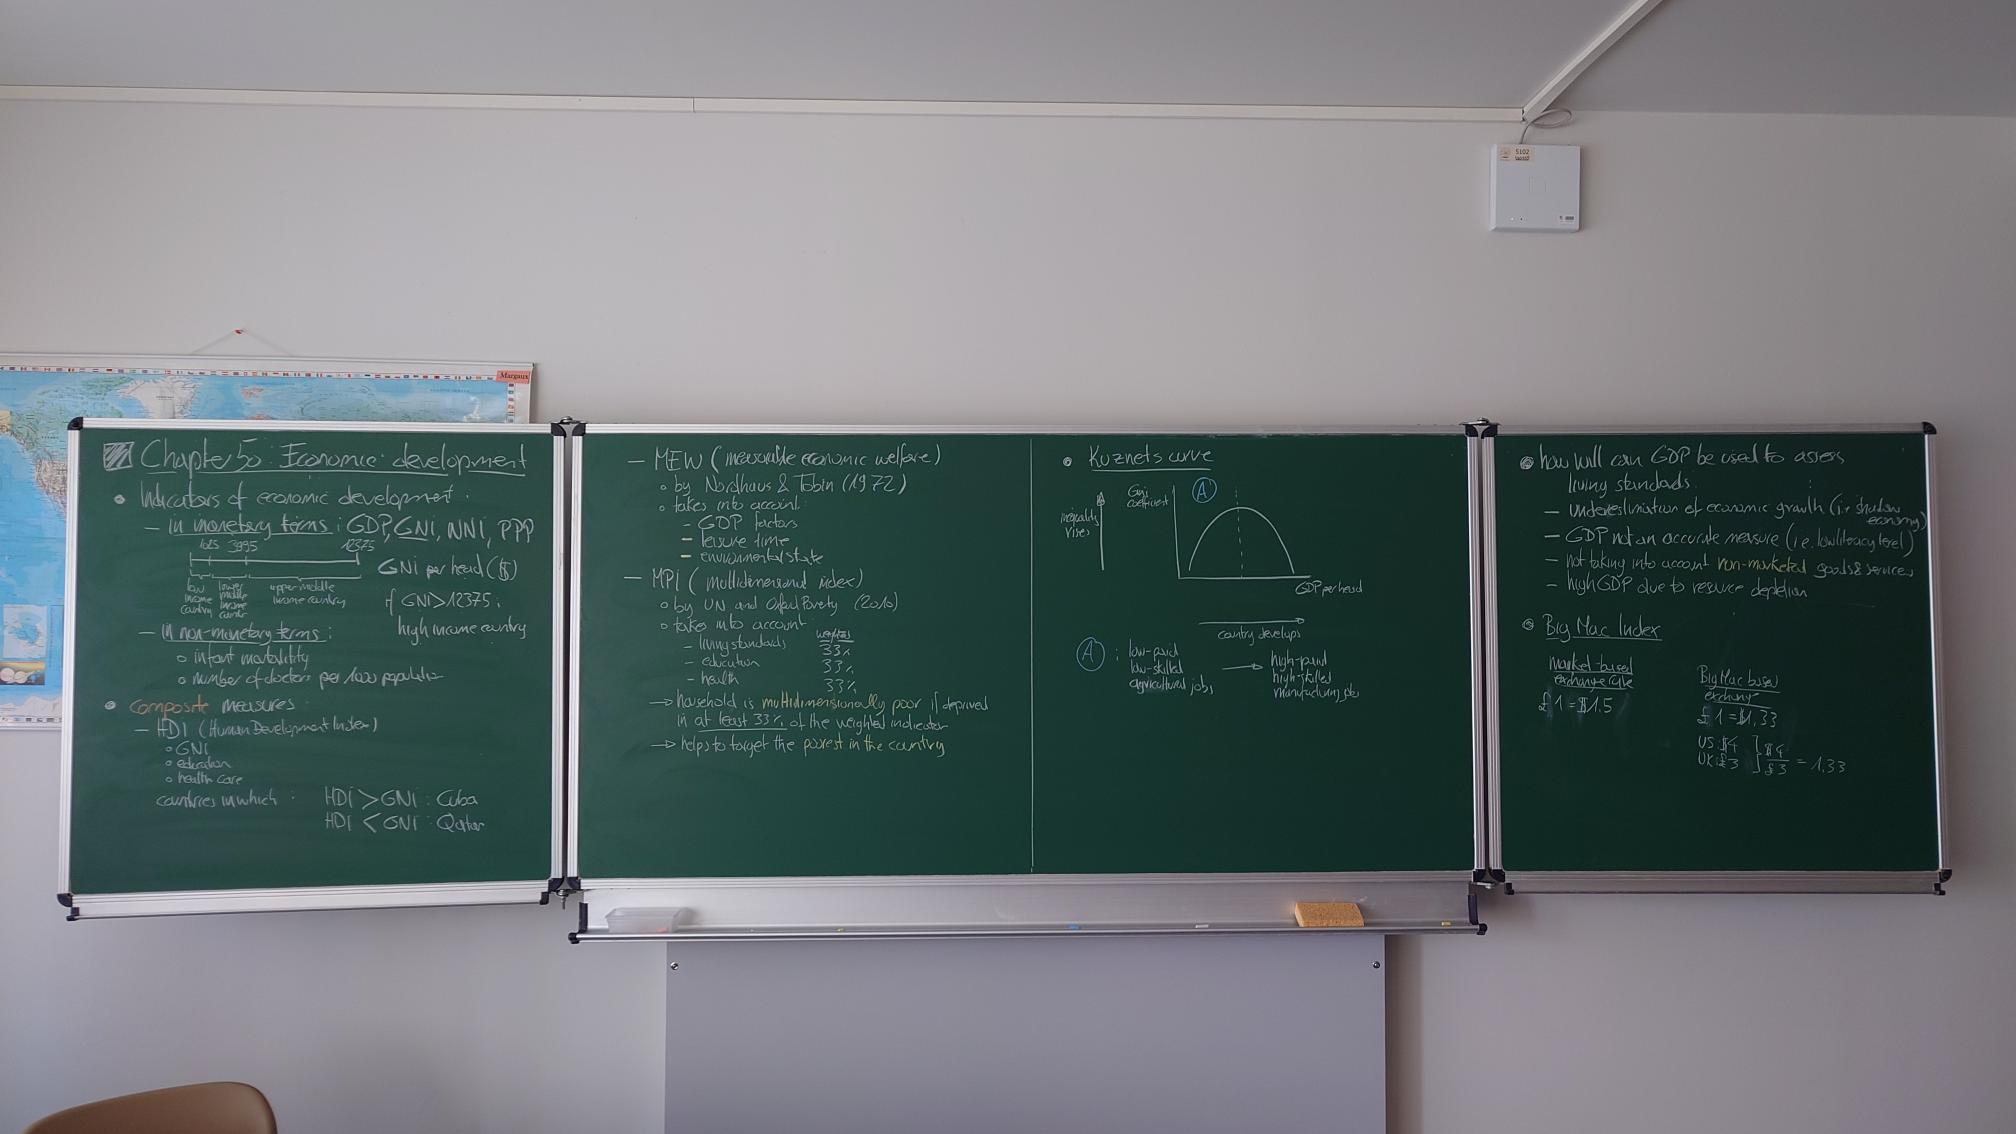 Chapter 50: Economic development
Indicators of economic development:
– in monetary terms: GDP, GNI, NNI, PPP
1025 3995 12375
GNI per head ($)
low income country
lower middle income countr
upper middle income country
if GNI>12375;
high income country
– in non-monetary terms:
infant mortability
number of doctors per 1000 population
Composite measures:
– HDI (Human Development Index)
GNI
education
health care
countries in which: HDI > GNI: Cuba
HDI < GNI: Qatar
– MEW (measurable economic welfare)
by Nordhaus & Tobin (1972)
takes into account:
– GDP factors
– leisure time
– environmental state
– MPI (multidimensional index)
by UN and Oxford Poverty (2010)
takes into account: weights
– living standards 33%
– education 33%
– health 33%
→ household is multidimensionally poor if deprived
in at least 33% of the weighted indicator
→ helps to target the poorest in the country
Kuznets curve
inequality rises
Gini coefficient
A
GDP per head
country develops
A: low-paid
low-skilled
agricultural jobs
→ high-paid
high-skilled
manufacturing jobs
how will can GDP be used to assess
living standards:
– underestimation of economic growth (i.e. shadow
economy)
– GDP not an accurate measure (i.e. low literacy level)
– not taking into account non-marketed goods & services
– high GDP due to resource depletion
Big Mac Index
market-based
exchange rate
£1 = $1.5
Big Mac based
exchange
£1 = $1,33
US: $4
UK: £3
$4
£3 = 1,33
Margaux
5102